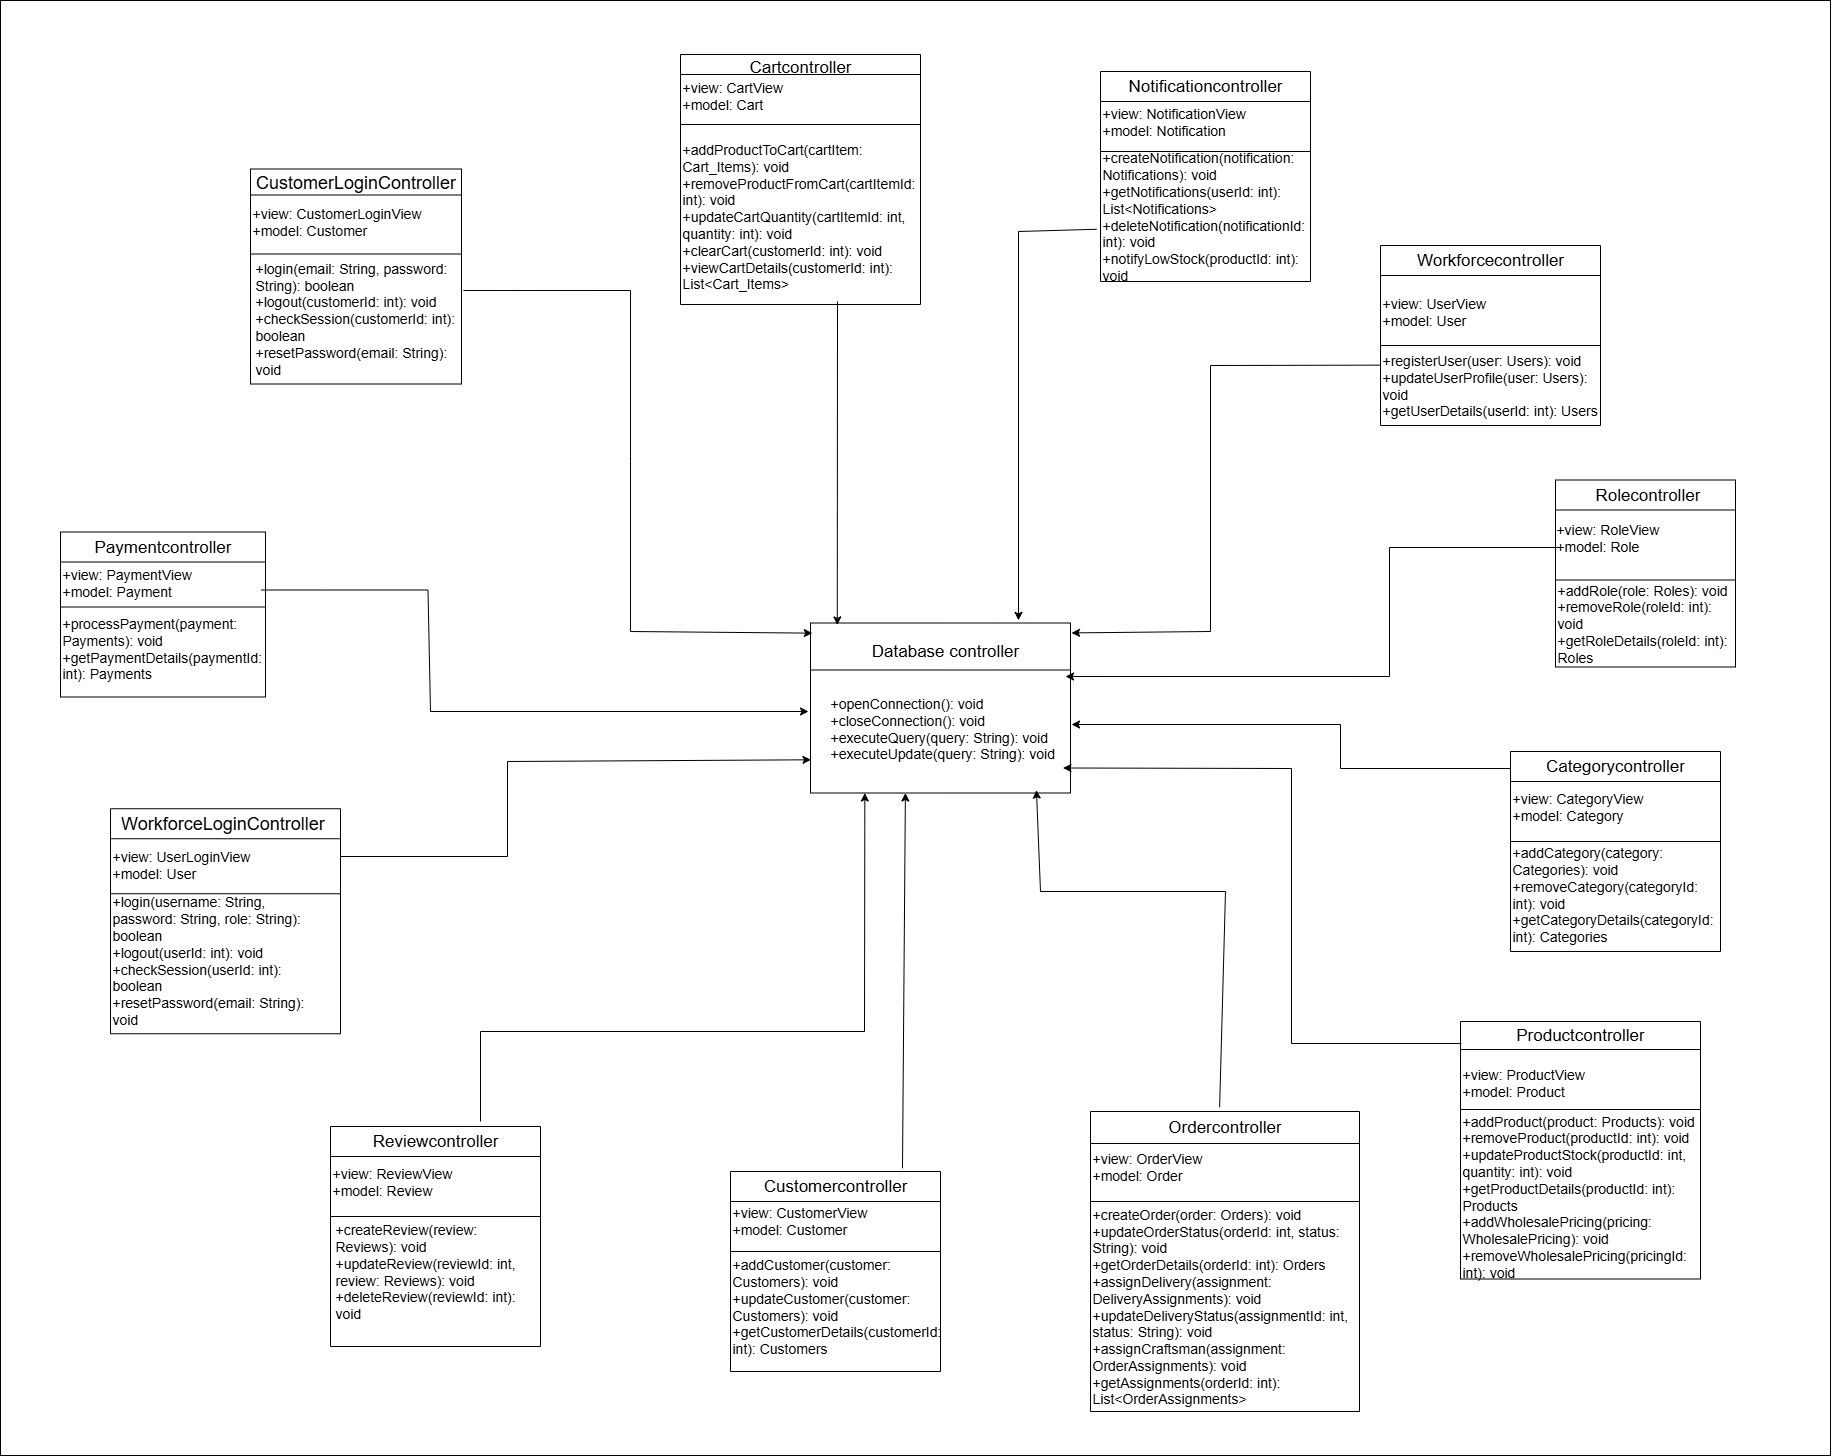 Cartcontroller
+view: CartView
+model: Cart
+addProductToCart(cartItem:
Cart_Items): void
+removeProductFromCart(cartItemId:
int): void
+updateCartQuantity(cartItemId: int,
quantity: int): void
+clearCart(customerId: int): void
+viewCartDetails(customerId: int):
List<Cart_Items>
Notificationcontroller
+view: NotificationView
+model: Notification
+createNotification(notification:
Notifications): void
+getNotifications(userId: int):
List<Notifications>
+deleteNotification(notificationId:
int): void
+notifyLowStock(productId: int):
void
CustomerLoginController
+view: CustomerLoginView
+model: Customer
+login(email: String, password:
String): boolean
+logout(customerId: int): void
+checkSession(customerId: int):
boolean
+resetPassword(email: String):
void
Workforcecontroller
+view: UserView
+model: User
+registerUser(user: Users): void
+updateUserProfile(user: Users):
void
+getUserDetails(userId: int): Users
Rolecontroller
+view: RoleView
+model: Role
+addRole(role: Roles): void
+removeRole(roleId: int):
void
+getRoleDetails(roleId: int):
Roles
Paymentcontroller
+view: PaymentView
+model: Payment
+processPayment(payment:
Payments): void
+getPaymentDetails(paymentId:
int): Payments
Database controller
+openConnection(): void
+closeConnection(): void
+executeQuery(query: String): void
+executeUpdate(query: String): void
Categorycontroller
+view: CategoryView
+model: Category
+addCategory(category:
Categories): void
+removeCategory(categoryId:
int): void
+getCategoryDetails(categoryId:
int): Categories
WorkforceLoginController
+view: UserLoginView
+model: User
+login(username: String,
password: String, role: String):
boolean
+logout(userId: int): void
+checkSession(userId: int):
boolean
+resetPassword(email: String):
void
Productcontroller
+view: ProductView
+model: Product
+addProduct(product: Products): void
+removeProduct(productId: int): void
+updateProductStock(productId: int,
quantity: int): void
+getProductDetails(productId: int):
Products
+addWholesalePricing(pricing:
WholesalePricing): void
+removeWholesalePricing(pricingId:
int): void
Reviewcontroller
+view: ReviewView
+model: Review
+createReview(review:
Reviews): void
+updateReview(reviewId: int,
review: Reviews): void
+deleteReview(reviewId: int):
void
Customercontroller
+view: CustomerView
+model: Customer
+addCustomer(customer:
Customers): void
+updateCustomer(customer:
Customers): void
+getCustomerDetails(customerId:
int): Customers
Ordercontroller
+view: OrderView
+model: Order
+createOrder(order: Orders): void
+updateOrderStatus(orderId: int, status:
String): void
+getOrderDetails(orderId: int): Orders
+assignDelivery(assignment:
DeliveryAssignments): void
+updateDeliveryStatus(assignmentId: int,
status: String): void
+assignCraftsman(assignment:
OrderAssignments): void
+getAssignments(orderId: int):
List<OrderAssignments>